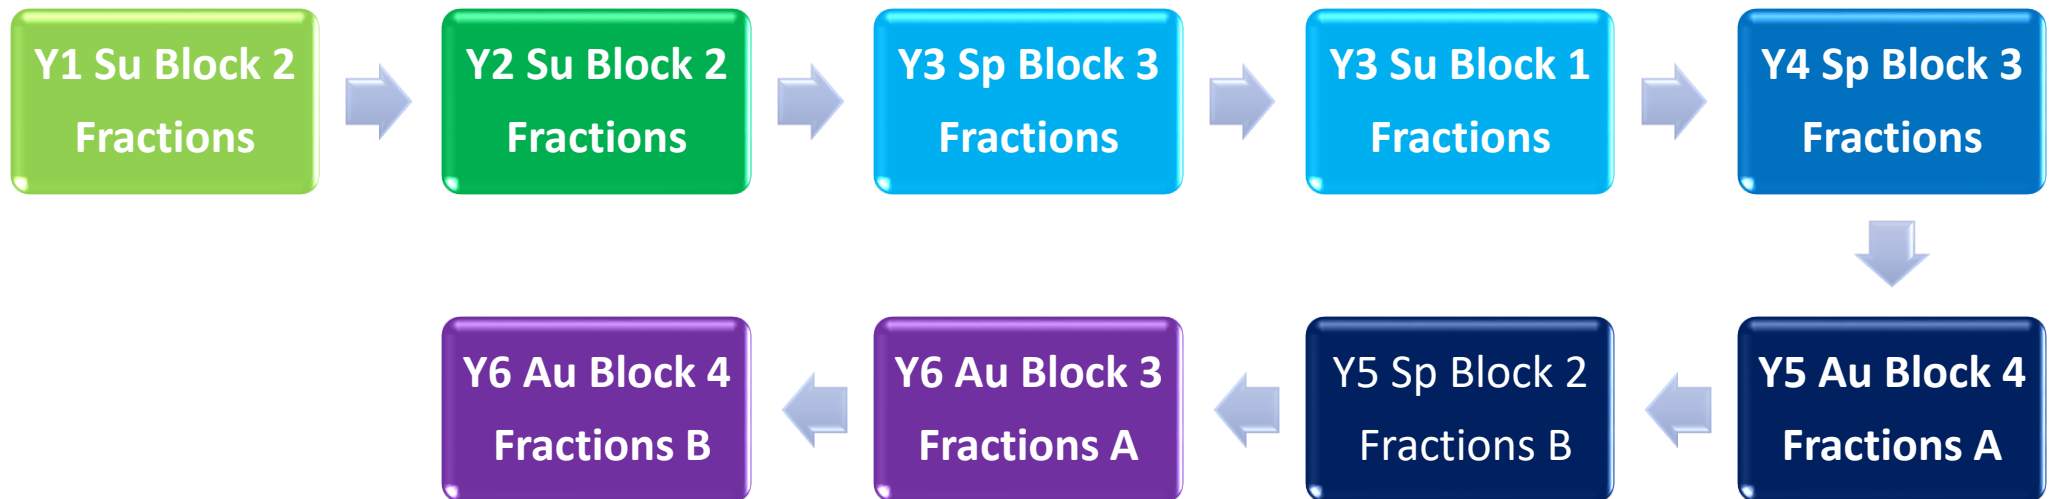 Y1 Su Block 2
Fractions
Y2 Su Block 2
Fractions
Y3 Sp Block 3
Fractions
Y3 Su Block 1
Fractions
Y4 Sp Block 3
Fractions
Y5 Au Block 4
Fractions A
Y5 Sp Block 2
Fractions B
Y6 Au Block 3
Fractions A
Y6 Au Block 4
Fractions B